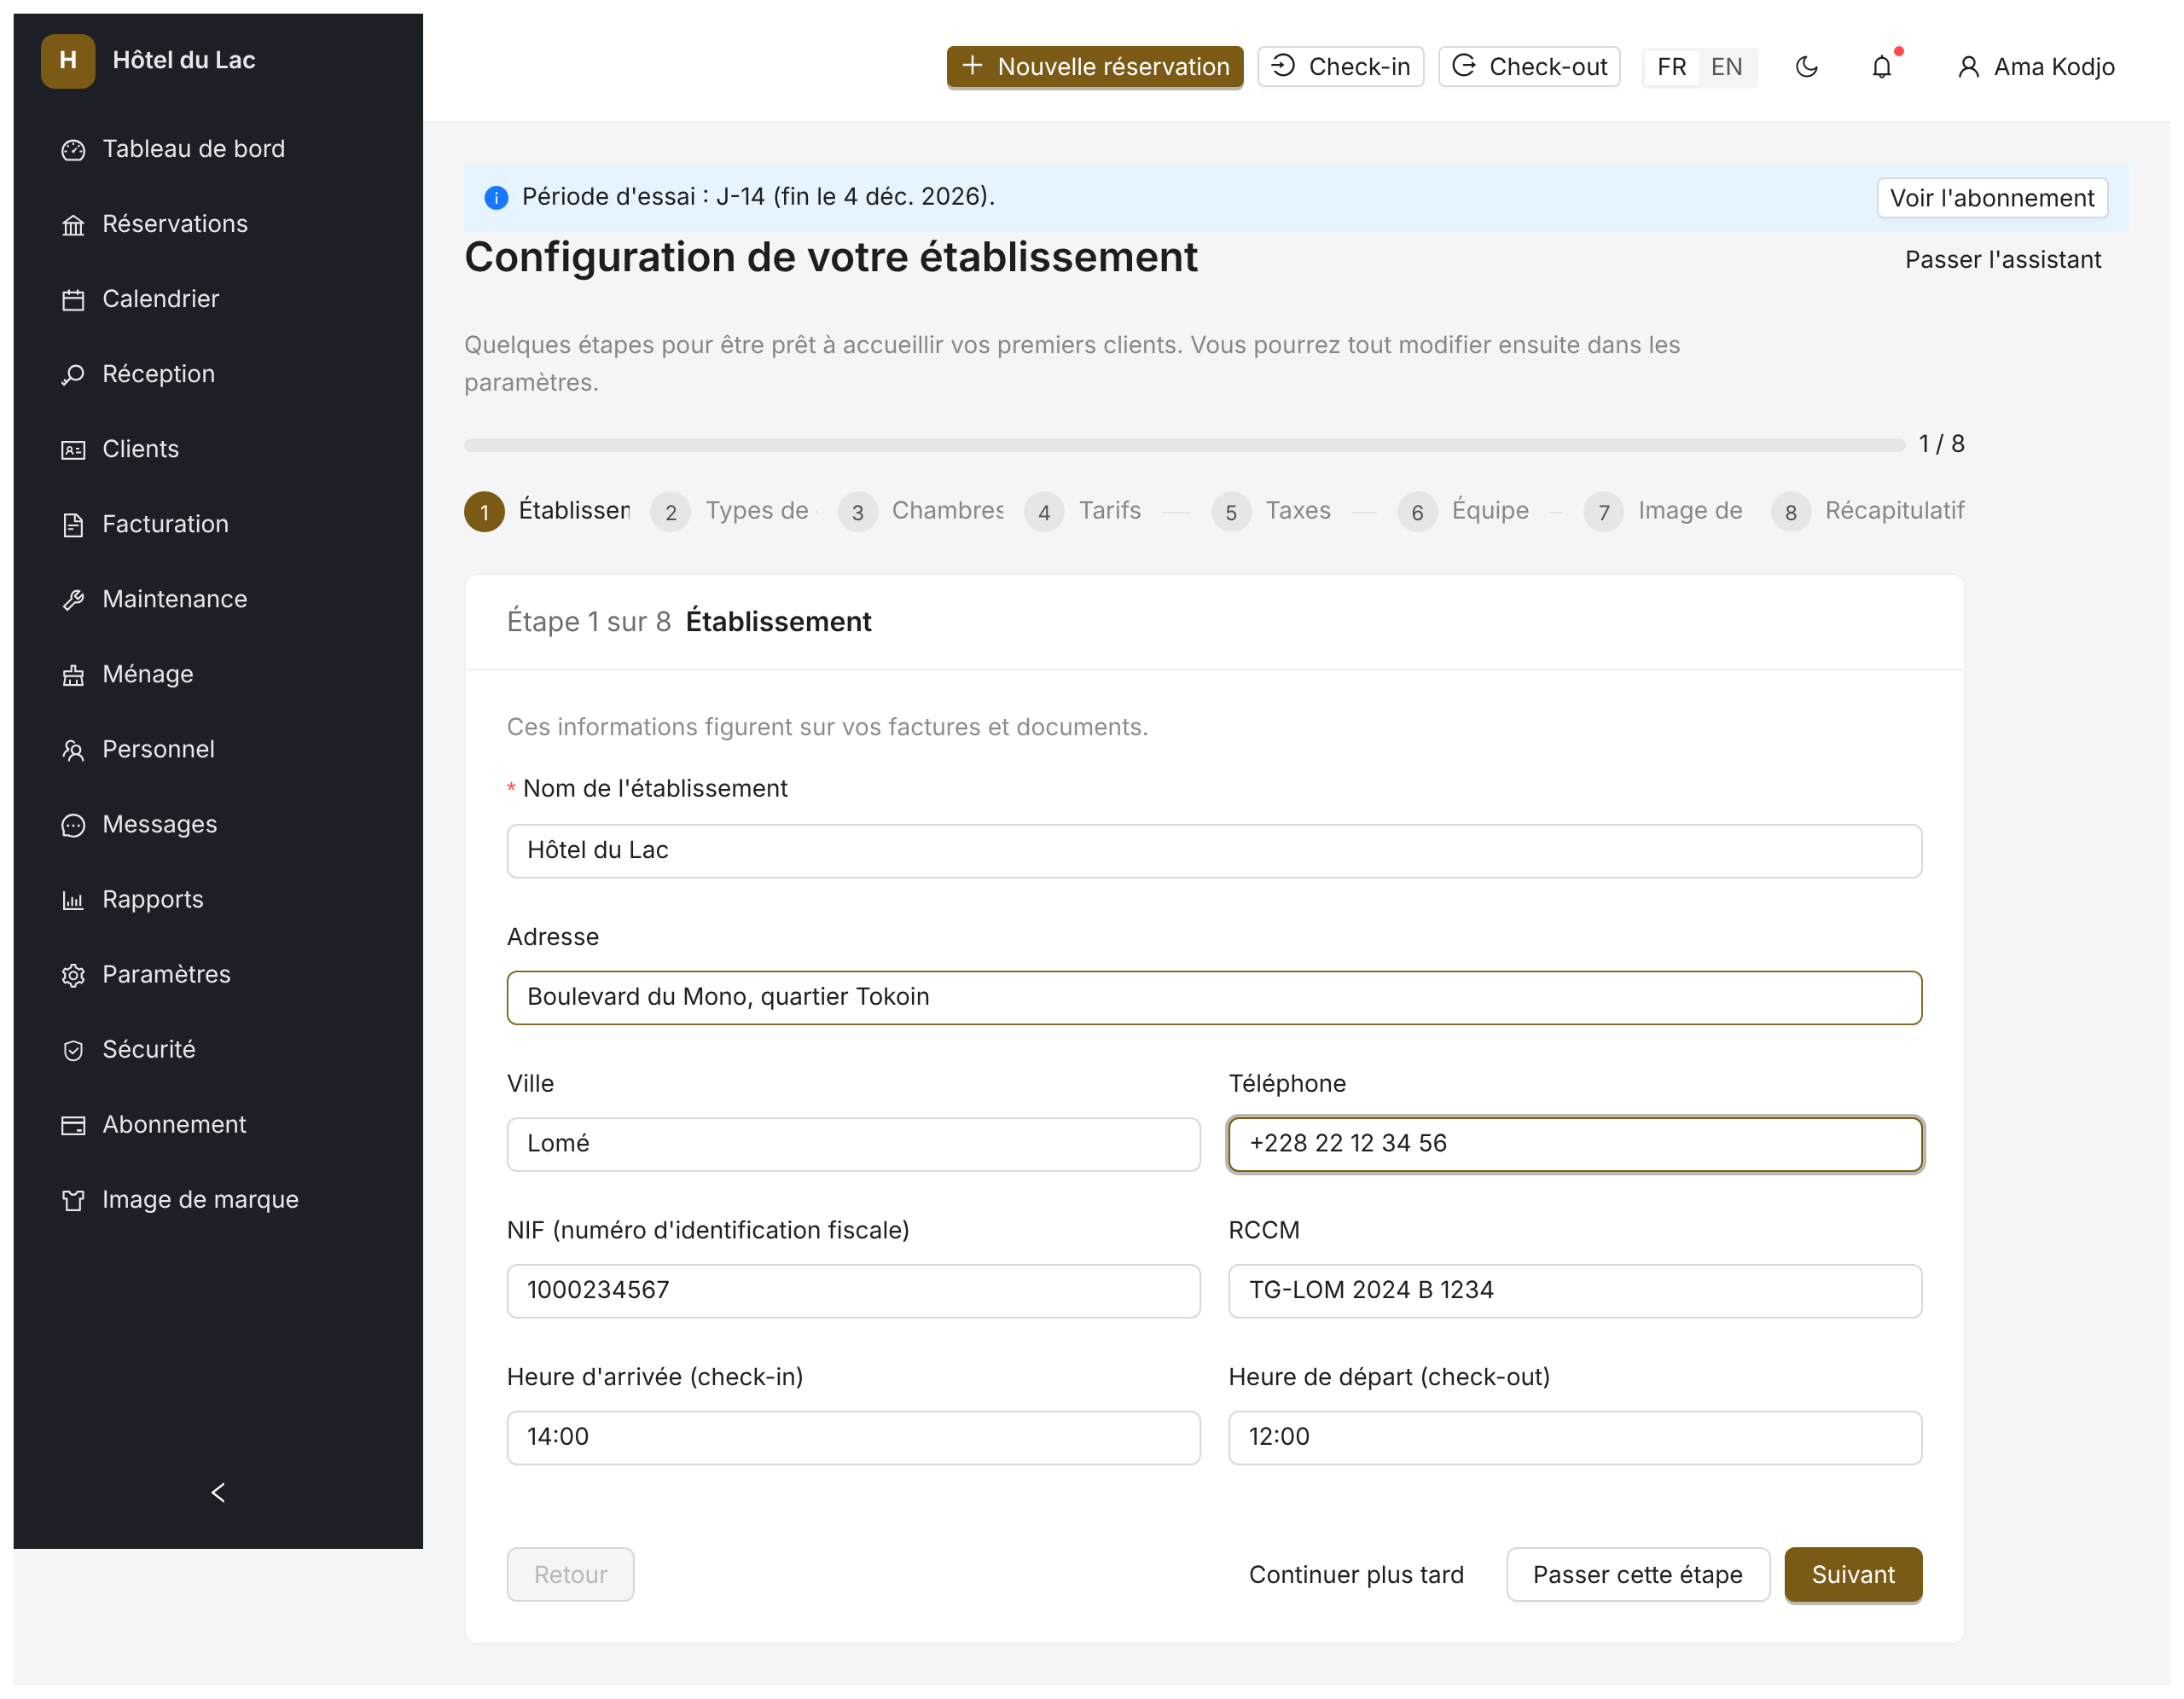 H Hôtel du Lac
Nouvelle réservation Check-in Check-out FR EN Ama Kodjo
Tableau de bord
Réservations
Calendrier
Réception
Clients
Facturation
Maintenance
Ménage
Personnel
Messages
Rapports
Paramètres
Sécurité
Abonnement
Image de marque
Période d'essai : J-14 (fin le 4 déc. 2026). Voir l'abonnement
Configuration de votre établissement Passer l'assistant
Quelques étapes pour être prêt à accueillir vos premiers clients. Vous pourrez tout modifier ensuite dans les
paramètres.
1 / 8
1 Établissem 2 Types de 3 Chambres 4 Tarifs 5 Taxes 6 Équipe 7 Image de 8 Récapitulatif
Étape 1 sur 8 Établissement
Ces informations figurent sur vos factures et documents.
* Nom de l'établissement
Hôtel du Lac
Adresse
Boulevard du Mono, quartier Tokoin
Ville Téléphone
Lomé +228 22 12 34 56
NIF (numéro d'identification fiscale) RCCM
1000234567 TG-LOM 2024 B 1234
Heure d'arrivée (check-in) Heure de départ (check-out)
14:00 12:00
Retour Continuer plus tard Passer cette étape Suivant